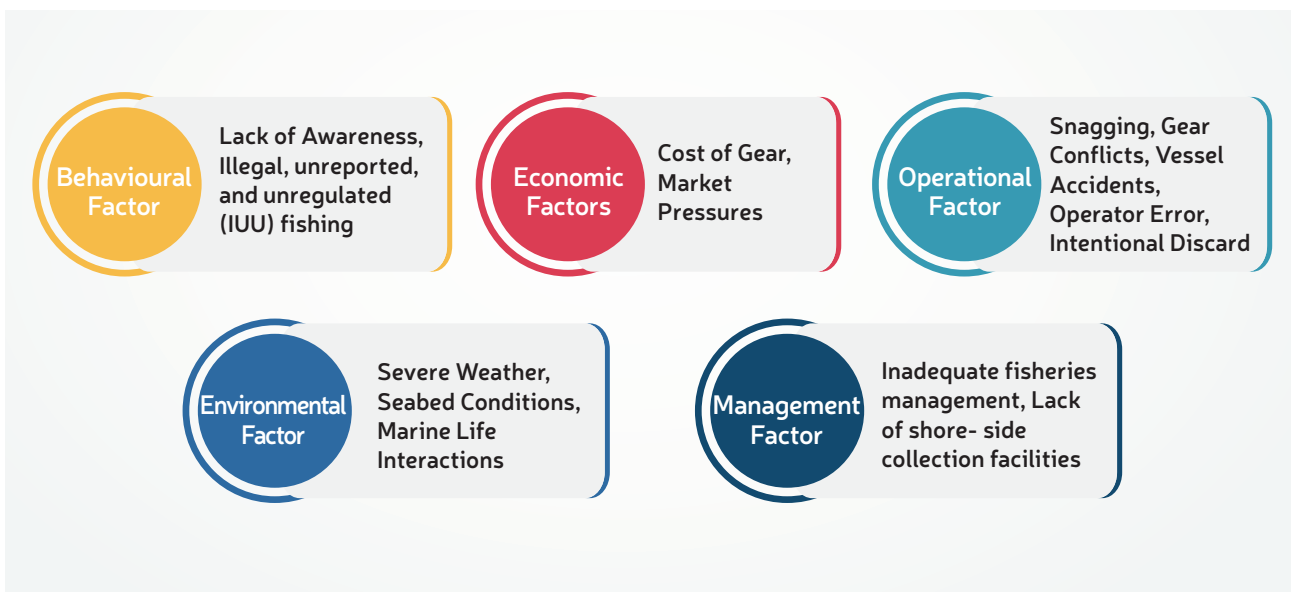 Behavioural
Factor
Lack of Awareness,
Illegal, unreported,
and unregulated
(IUU) fishing
Economic
Factors
Cost of Gear,
Market
Pressures
Operational
Factor
Snagging, Gear
Conflicts, Vessel
Accidents,
Operator Error,
Intentional Discard
Environmental
Factor
Severe Weather,
Seabed Conditions,
Marine Life
Interactions
Management
Factor
Inadequate fisheries
management, Lack
of shore- side
collection facilities